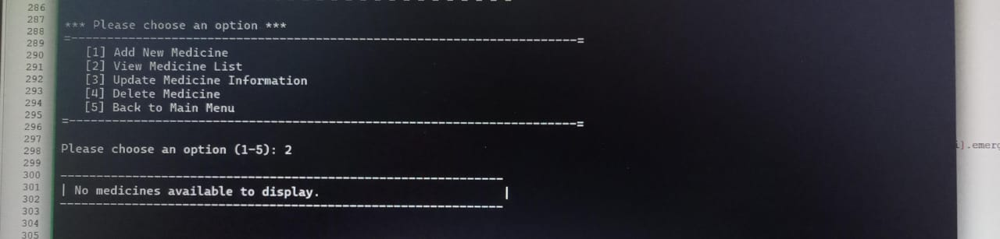 286
287
288
289
290
291
292
293
294
295
296
297
298
299
300
301
302
303
304
305
*** Please choose an option ***
=------------------------------------------------------------------------=
[1] Add New Medicine
[2] View Medicine List
[3] Update Medicine Information
[4] Delete Medicine
[5] Back to Main Menu
=------------------------------------------------------------------------=
Please choose an option (1-5): 2
---------------------------------------------------------------
| No medicines available to display. |
---------------------------------------------------------------
].emerg